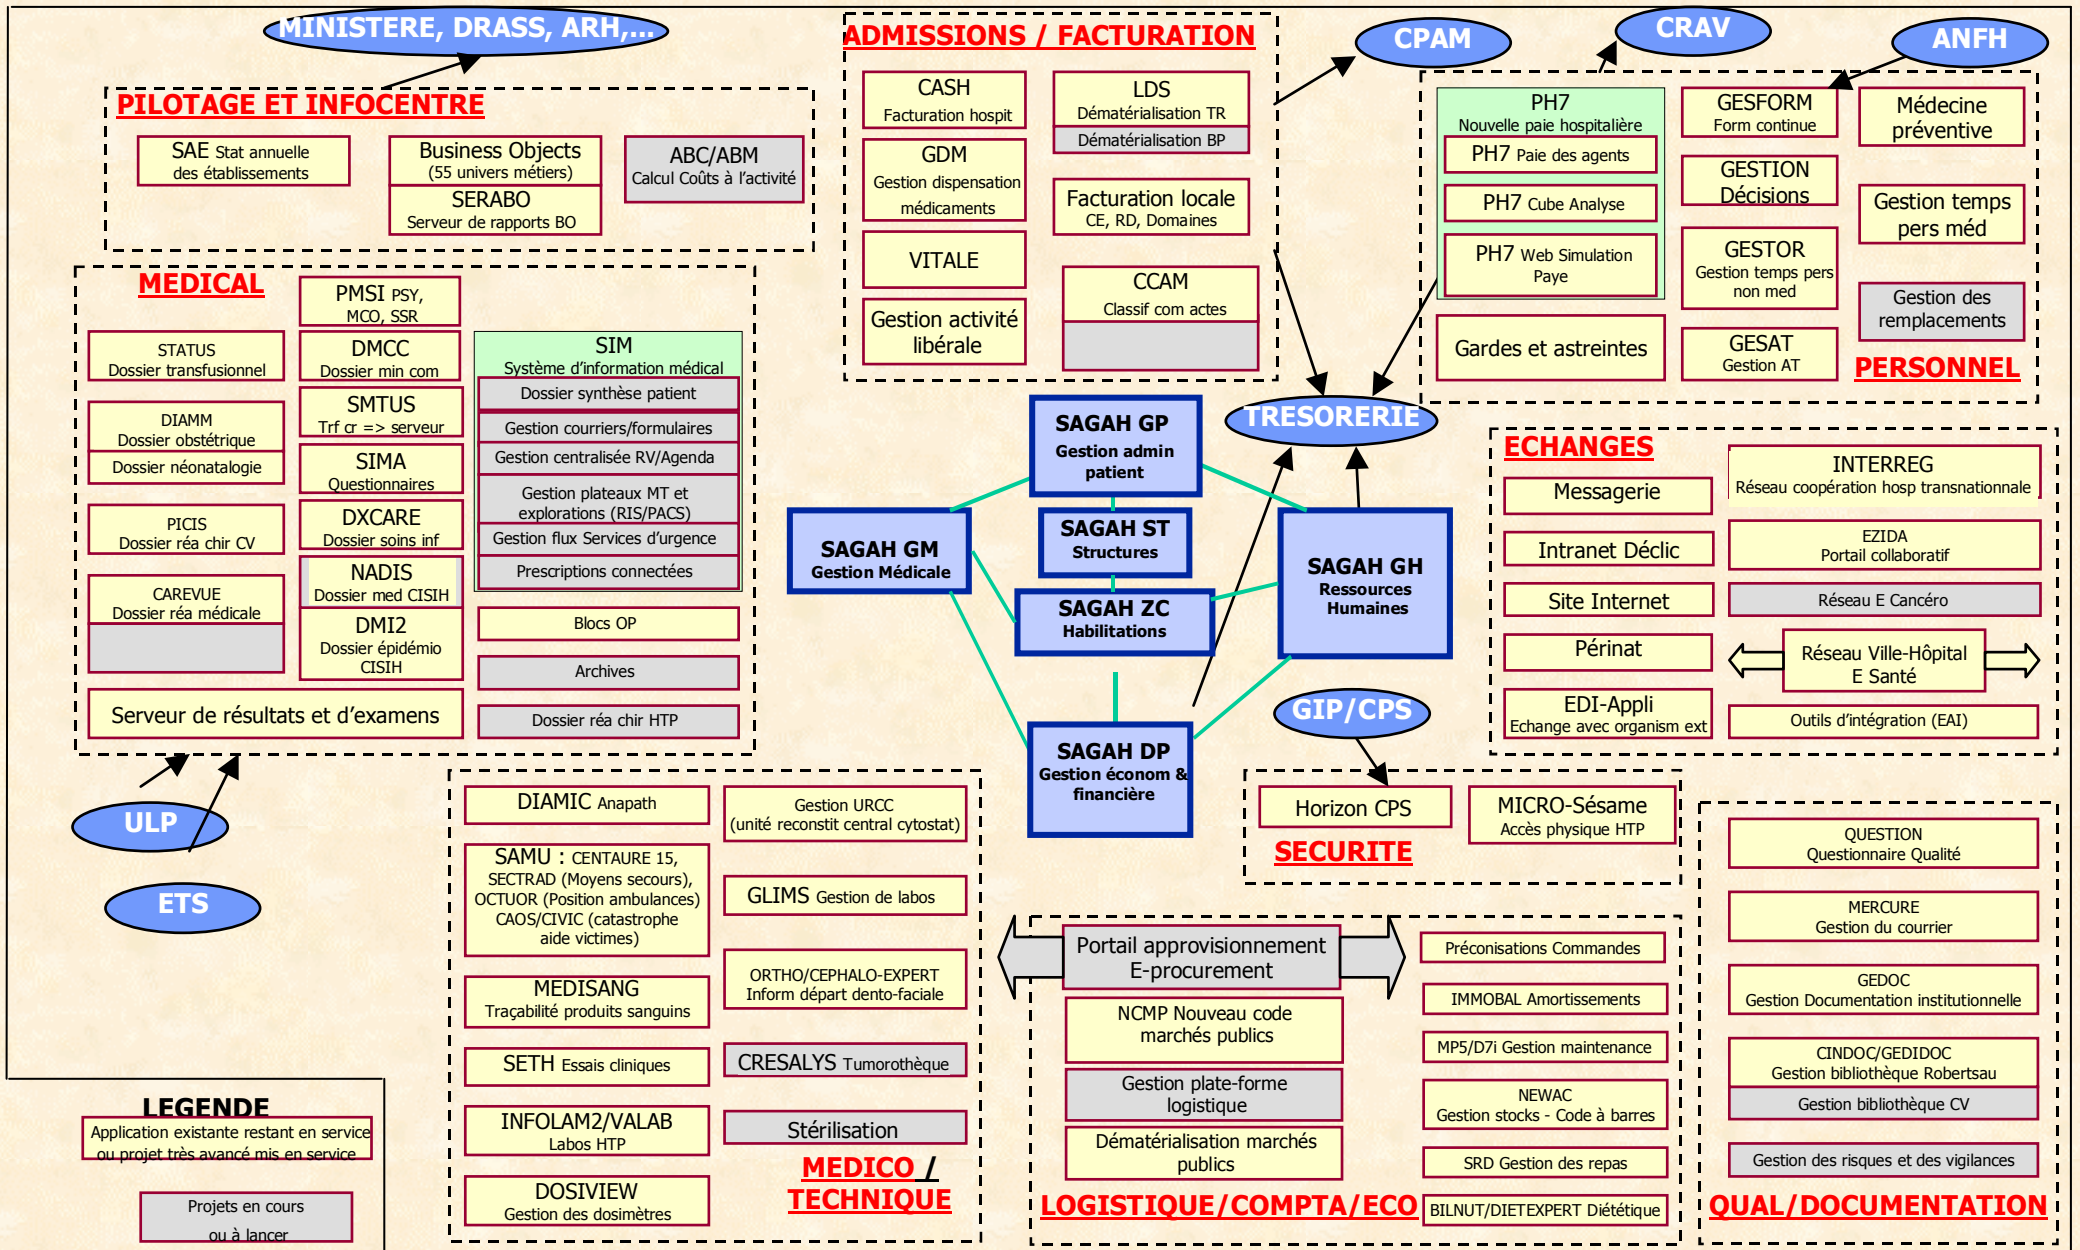 MINISTERE, DRASS, ARH,...
CPAM
CRAV
ANFH
PILOTAGE ET INFOCENTRE
SAE Stat annuelle
des établissements
Business Objects
(55 univers métiers)
SERABO
Serveur de rapports BO
ABC/ABM
Calcul Coûts à l’activité
ADMISSIONS / FACTURATION
CASH
Facturation hospit
GDM
Gestion dispensation
médicaments
VITALE
Gestion activité
libérale
LDS
Dématérialisation TR
Dématérialisation BP
Facturation locale
CE, RD, Domaines
CCAM
Classif com actes
PH7
Nouvelle paie hospitalière
PH7 Paie des agents
PH7 Cube Analyse
PH7 Web Simulation
Paye
Gardes et astreintes
GESFORM
Form continue
GESTION
Décisions
GESTOR
Gestion temps pers
non med
GESAT
Gestion AT
Médecine
préventive
Gestion temps
pers méd
Gestion des
remplacements
PERSONNEL
MEDICAL
STATUS
Dossier transfusionnel
DIAMM
Dossier obstétrique
Dossier néonatalogie
PICIS
Dossier réa chir CV
CAREVUE
Dossier réa médicale
PMSI PSY,
MCO, SSR
DMCC
Dossier min com
SMTUS
Trf cr => serveur
SIMA
Questionnaires
DXCARE
Dossier soins inf
NADIS
Dossier med CISIH
DMI2
Dossier épidémio
CISIH
Serveur de résultats et d’examens
SIM
Système d’information médical
Dossier synthèse patient
Gestion courriers/formulaires
Gestion centralisée RV/Agenda
Gestion plateaux MT et
explorations (RIS/PACS)
Gestion flux Services d’urgence
Prescriptions connectées
Blocs OP
Archives
Dossier réa chir HTP
TRESORERIE
SAGAH GP
Gestion admin
patient
SAGAH ST
Structures
SAGAH GM
Gestion Médicale
SAGAH ZC
Habilitations
SAGAH GH
Ressources
Humaines
SAGAH DP
Gestion économ &
financière
GIP/CPS
ECHANGES
Messagerie
Intranet Déclic
Site Internet
Périnat
EDI-Appli
Echange avec organism ext
INTERREG
Réseau coopération hosp transnationnale
EZIDA
Portail collaboratif
Réseau E Cancéro
Réseau Ville-Hôpital
E Santé
Outils d’intégration (EAI)
ULP
ETS
DIAMIC Anapath
SAMU : CENTAURE 15,
SECTRAD (Moyens secours),
OCTUOR (Position ambulances)
CAOS/CIVIC (catastrophe
aide victimes)
MEDISANG
Traçabilité produits sanguins
SETH Essais cliniques
INFOLAM2/VALAB
Labos HTP
DOSIVIEW
Gestion des dosimètres
Gestion URCC
(unité reconstit central cytostat)
GLIMS Gestion de labos
ORTHO/CEPHALO-EXPERT
Inform départ dento-faciale
CRESALYS Tumorothèque
Stérilisation
MEDICO /
TECHNIQUE
Horizon CPS
MICRO-Sésame
Accès physique HTP
SECURITE
Portail approvisionnement
E-procurement
NCMP Nouveau code
marchés publics
Gestion plate-forme
logistique
Dématérialisation marchés
publics
LOGISTIQUE/COMPTA/ECO
Préconisations Commandes
IMMOBAL Amortissements
MP5/D7i Gestion maintenance
NEWAC
Gestion stocks - Code à barres
SRD Gestion des repas
BILNUT/DIETEXPERT Diététique
QUESTION
Questionnaire Qualité
MERCURE
Gestion du courrier
GEDOC
Gestion Documentation institutionnelle
CINDOC/GEDIDOC
Gestion bibliothèque Robertsau
Gestion bibliothèque CV
Gestion des risques et des vigilances
QUAL/DOCUMENTATION
LEGENDE
Application existante restant en service
ou projet très avancé mis en service
Projets en cours
ou à lancer